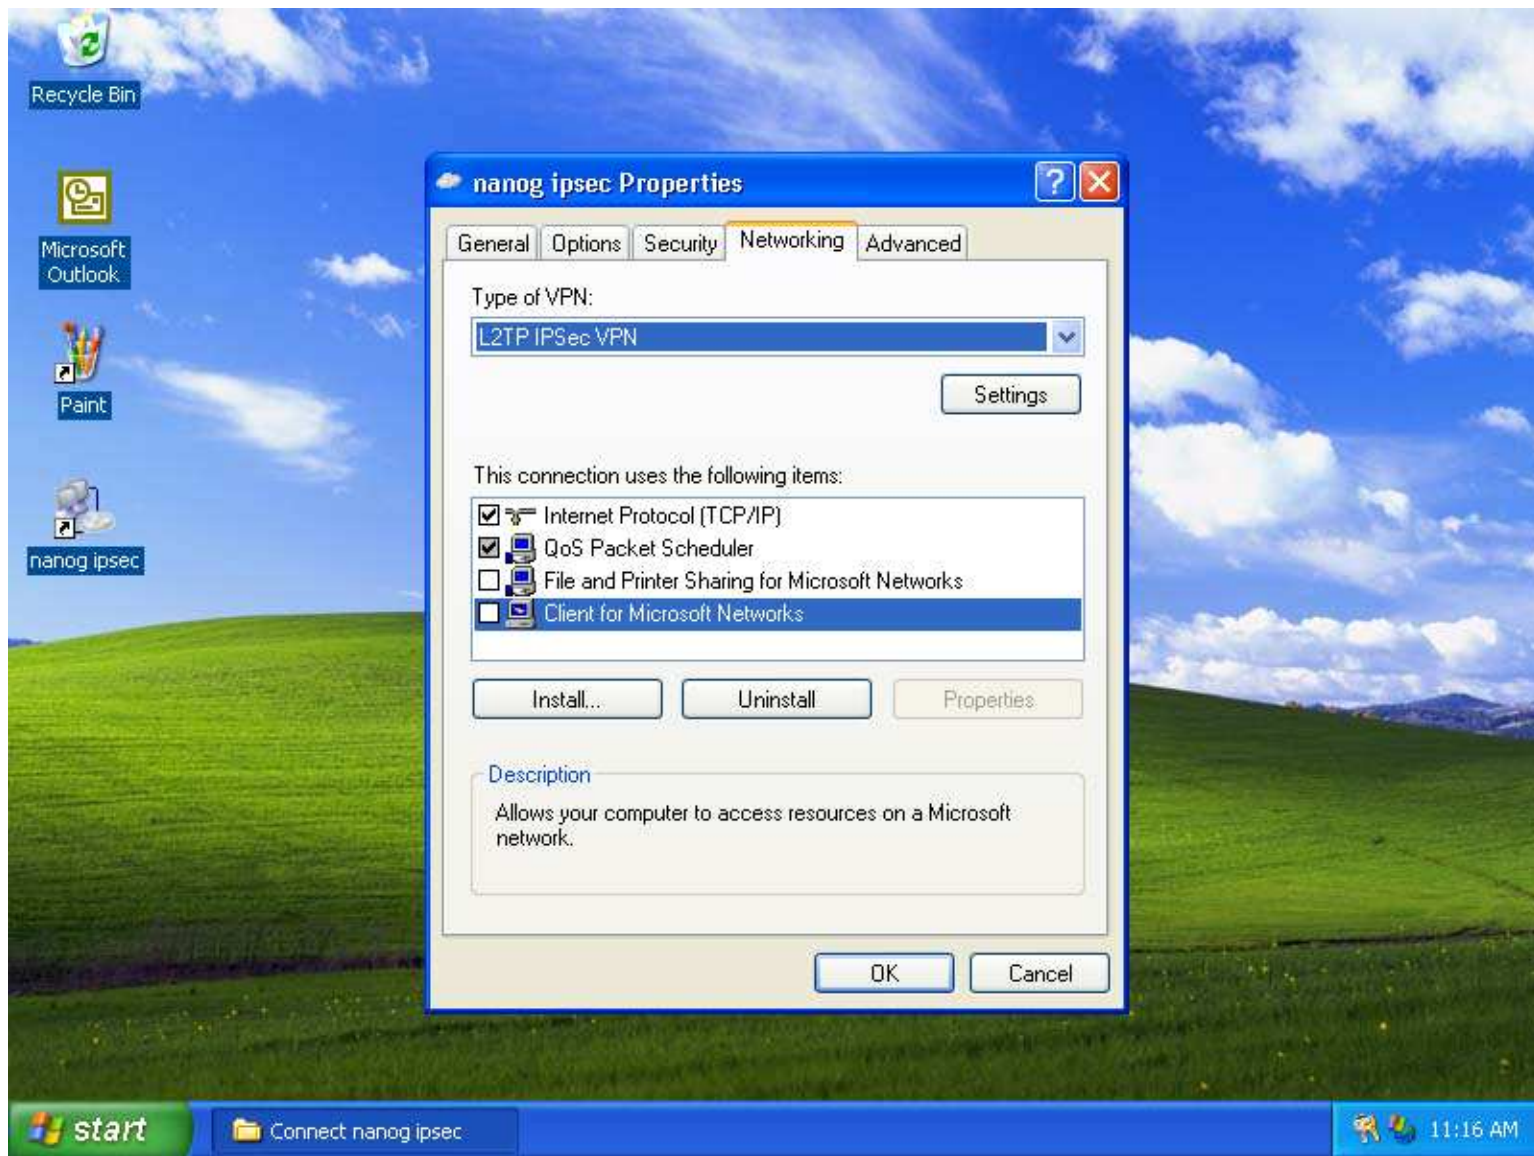 Recycle Bin
Microsoft
Outlook
Paint
nanog ipsec
nanog ipsec Properties
General Options Security Networking Advanced
Type of VPN:
L2TP IPSec VPN
Settings
This connection uses the following items:
Internet Protocol (TCP/IP)
QoS Packet Scheduler
File and Printer Sharing for Microsoft Networks
Client for Microsoft Networks
Install... Uninstall Properties
Description
Allows your computer to access resources on a Microsoft
network.
OK Cancel
start Connect nanog ipsec 11:16 AM